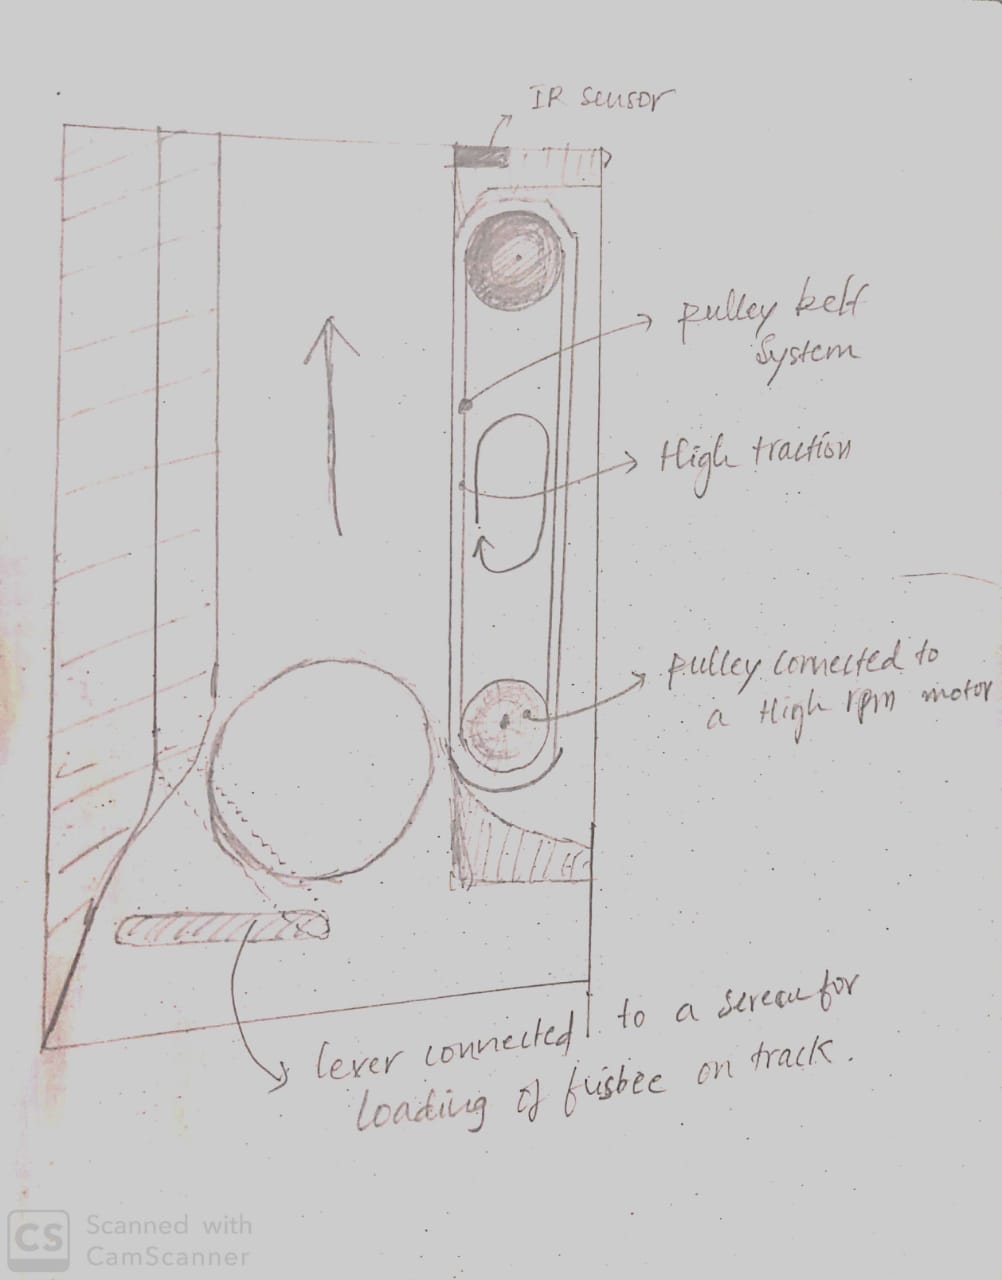 IR sensor
pulley belt
System
High traction
pulley connected to
a High rpm motor
lever connected to a screw for
loading of frisbee on track.
CS
Scanned with
CamScanner